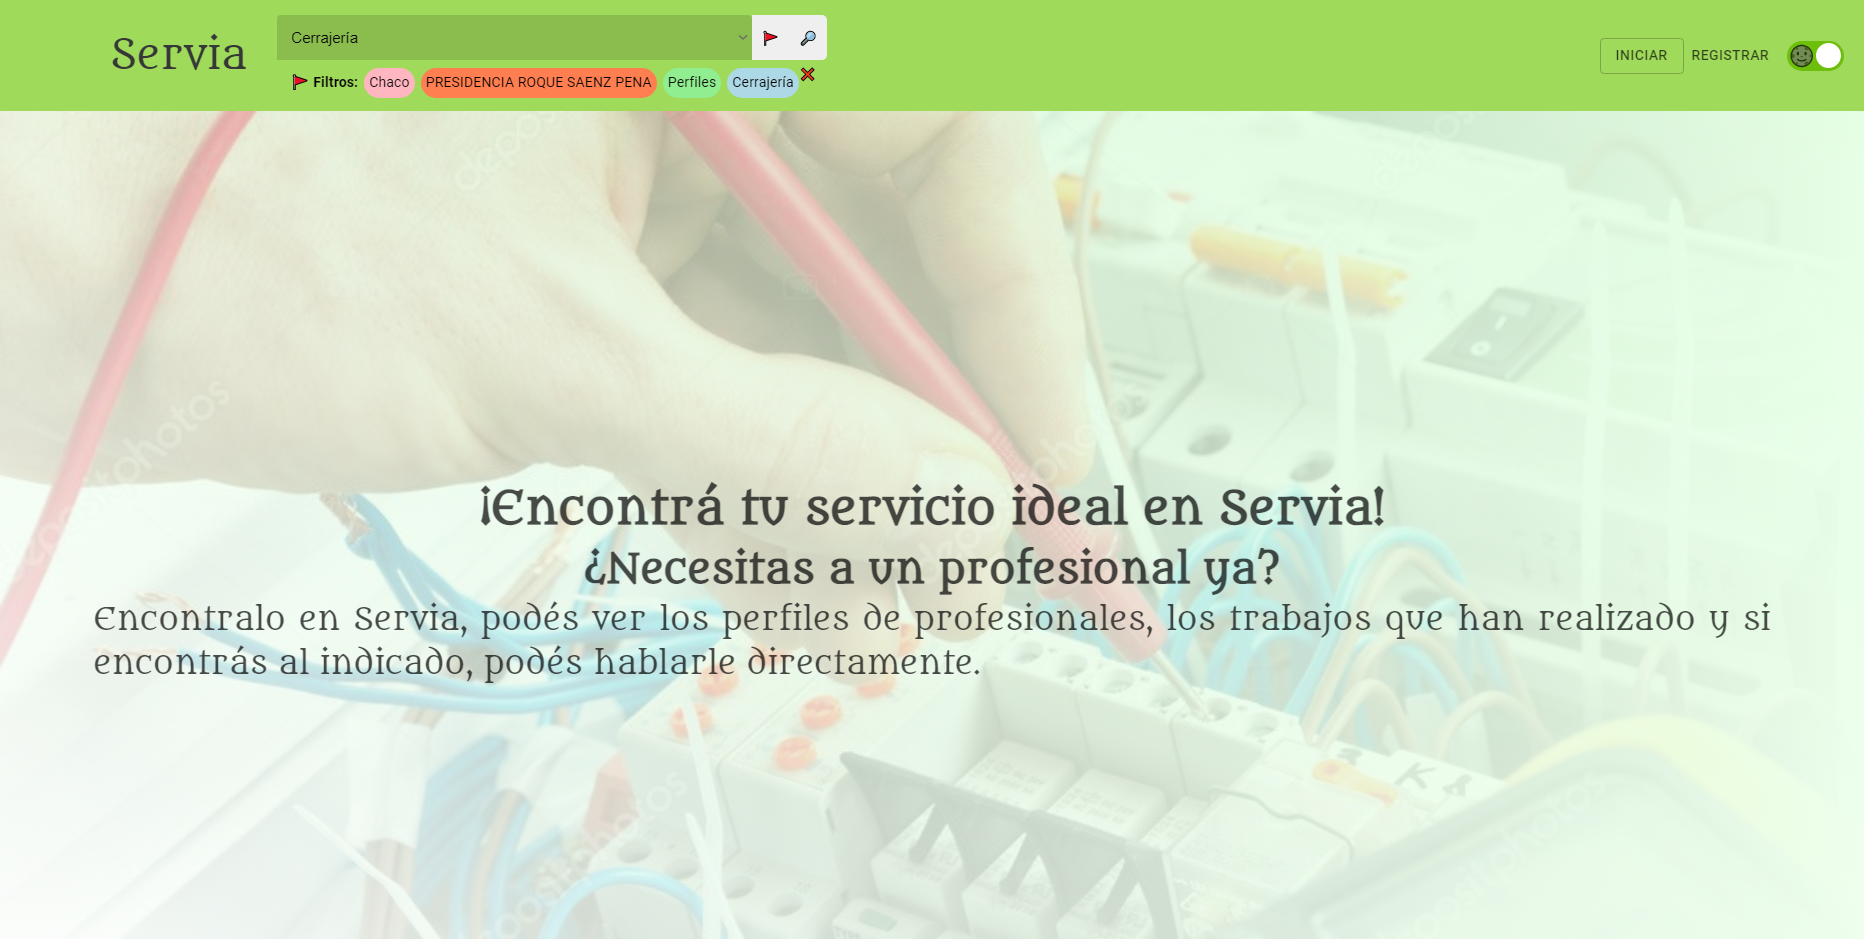 Servia
Cerrajería
Filtros: Chaco PRESIDENCIA ROQUE SAENZ PENA Perfiles Cerrajería
INICIAR REGISTRAR
depositphotos
¡Encontrá tu servicio ideal en Servia!
¿Necesitas a un profesional ya?
Encontralo en Servia, podés ver los perfiles de profesionales, los trabajos que han realizado y si
encontrás al indicado, podés hablarle directamente.
depositphotos